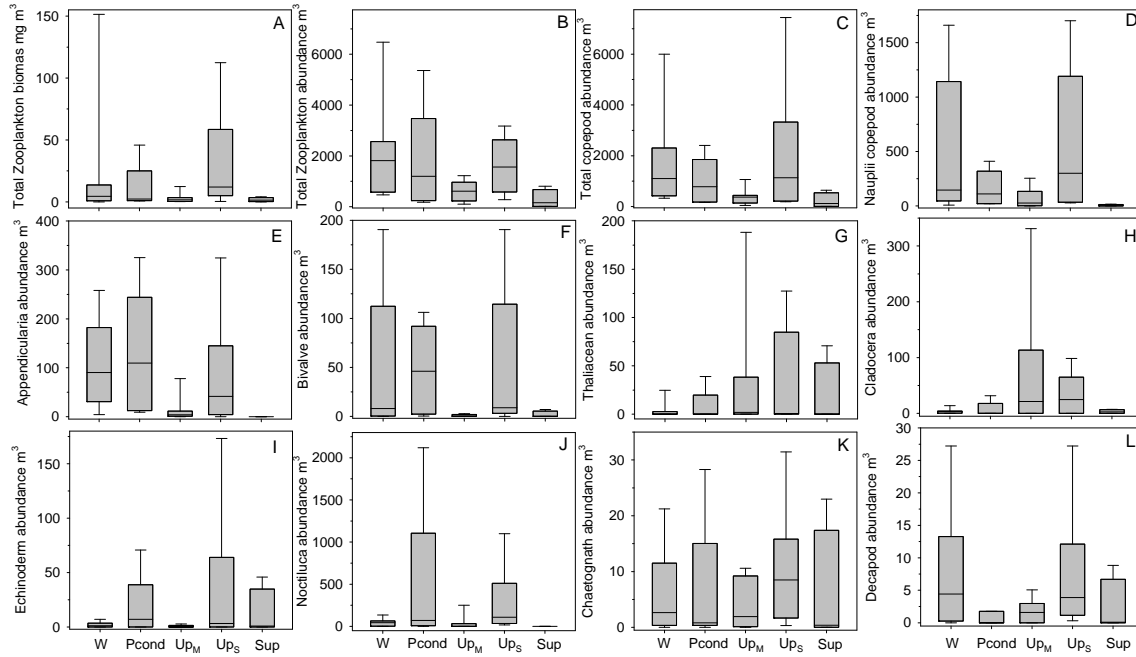 A
Total Zooplankton biomas mg m³
150
100
50
0
B
Total Zooplankton abundance m³
6000
4000
2000
0
C
Total copepod abundance m³
6000
4000
2000
0
D
Nauplii copepod abundance m³
1500
1000
500
0
E
Appendicularia abundance m³
400
300
200
100
0
F
Bivalve abundance m³
200
150
100
50
0
G
Thaliacean abundance m³
200
150
100
50
0
H
Cladocera abundance m³
300
200
100
0
I
Echinoderm abundance m³
150
100
50
0
W Pcond UpM UpS Sup
J
Noctiluca abundance m³
2000
1500
1000
500
0
W Pcond UpM UpS Sup
K
Chaetognath abundance m³
30
20
10
0
W Pcond UpM UpS Sup
L
Decapod abundance m³
30
25
20
15
10
5
0
W Pcond UpM UpS Sup